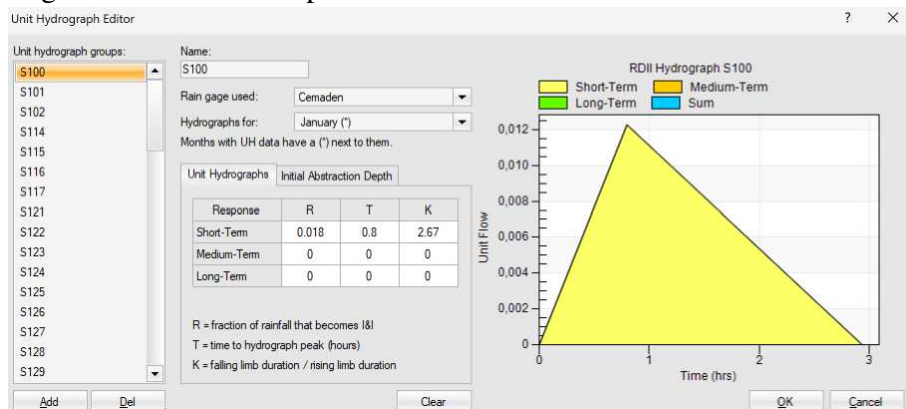 Unit Hydrograph Editor
? X
Unit hydrograph groups:
S100
S101
S102
S114
S115
S116
S117
S121
S122
S123
S124
S125
S126
S127
S128
S129
Add Del
Name:
S100
Rain gage used: Cemaden
Hydrographs for: January (*)
Months with UH data have a (*) next to them.
Unit Hydrographs Initial Abstraction Depth
Response R T K
Short-Term 0.018 0.8 2.67
Medium-Term 0 0 0
Long-Term 0 0 0
R = fraction of rainfall that becomes I&I
T = time to hydrograph peak (hours)
K = falling limb duration / rising limb duration
Clear
RDII Hydrograph S100
Short-Term Medium-Term
Long-Term Sum
Unit Flow
0,012
0,010
0,008
0,006
0,004
0,002
0
0 1 2 3
Time (hrs)
OK Cancel